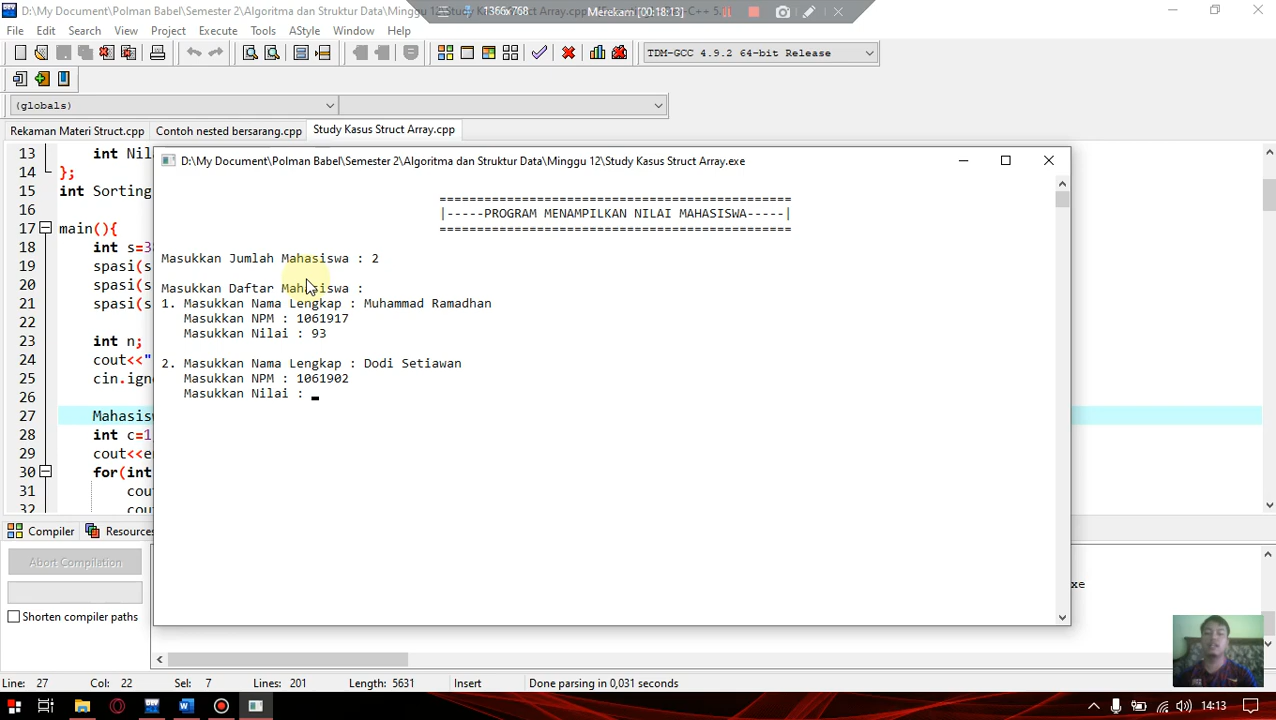 D:\My Document\Polman Babel\Semester 2\Algoritma dan Struktur Data\Minggu 12\Study Kasus Struct Array.cpp
1366x768
Merekam [00:18:13]
File Edit Search View Project Execute Tools AStyle Window Help
TDM-GCC 4.9.2 64-bit Release
(globals)
Rekaman Materi Struct.cpp Contoh nested bersarang.cpp Study Kasus Struct Array.cpp
D:\My Document\Polman Babel\Semester 2\Algoritma dan Struktur Data\Minggu 12\Study Kasus Struct Array.exe
=============================================== 
|-----PROGRAM MENAMPILKAN NILAI MAHASISWA-----|
===============================================
Masukkan Jumlah Mahasiswa : 2
Masukkan Daftar Mahasiswa :
1. Masukkan Nama Lengkap : Muhammad Ramadhan
Masukkan NPM : 1061917
Masukkan Nilai : 93
2. Masukkan Nama Lengkap : Dodi Setiawan
Masukkan NPM : 1061902
Masukkan Nilai : _
13 int Nil
14 };
15 int Sorting
16
17 main(){
18 int s=3
19 spasi(s
20 spasi(s
21 spasi(s
22
23 int n;
24 cout<<"
25 cin.ign
26
27 Mahasisw
28 int c=1
29 cout<<e
30 for(int
31 cou
32 cou
Compiler Resources
Abort Compilation
Shorten compiler paths
xe
Line: 27 Col: 22 Sel: 7 Lines: 201 Length: 5631 Insert Done parsing in 0,031 seconds
14:13